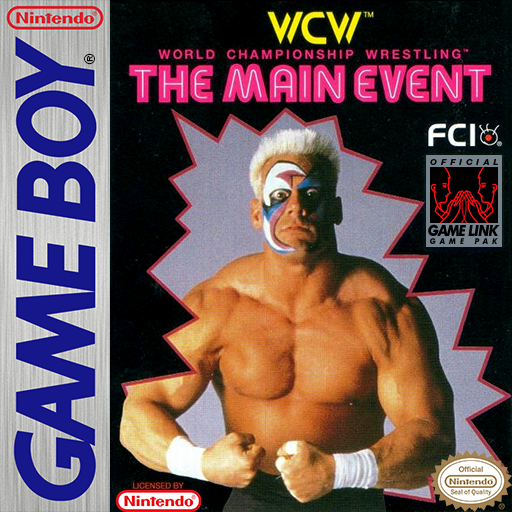 Nintendo
GAME BOY
®
WCW™
WORLD CHAMPIONSHIP WRESTLING™
THE MAIN EVENT
FCI
OFFICIAL
GAME LINK
GAME PAK
LICENSED BY
Nintendo
Official
Nintendo
Seal of Quality